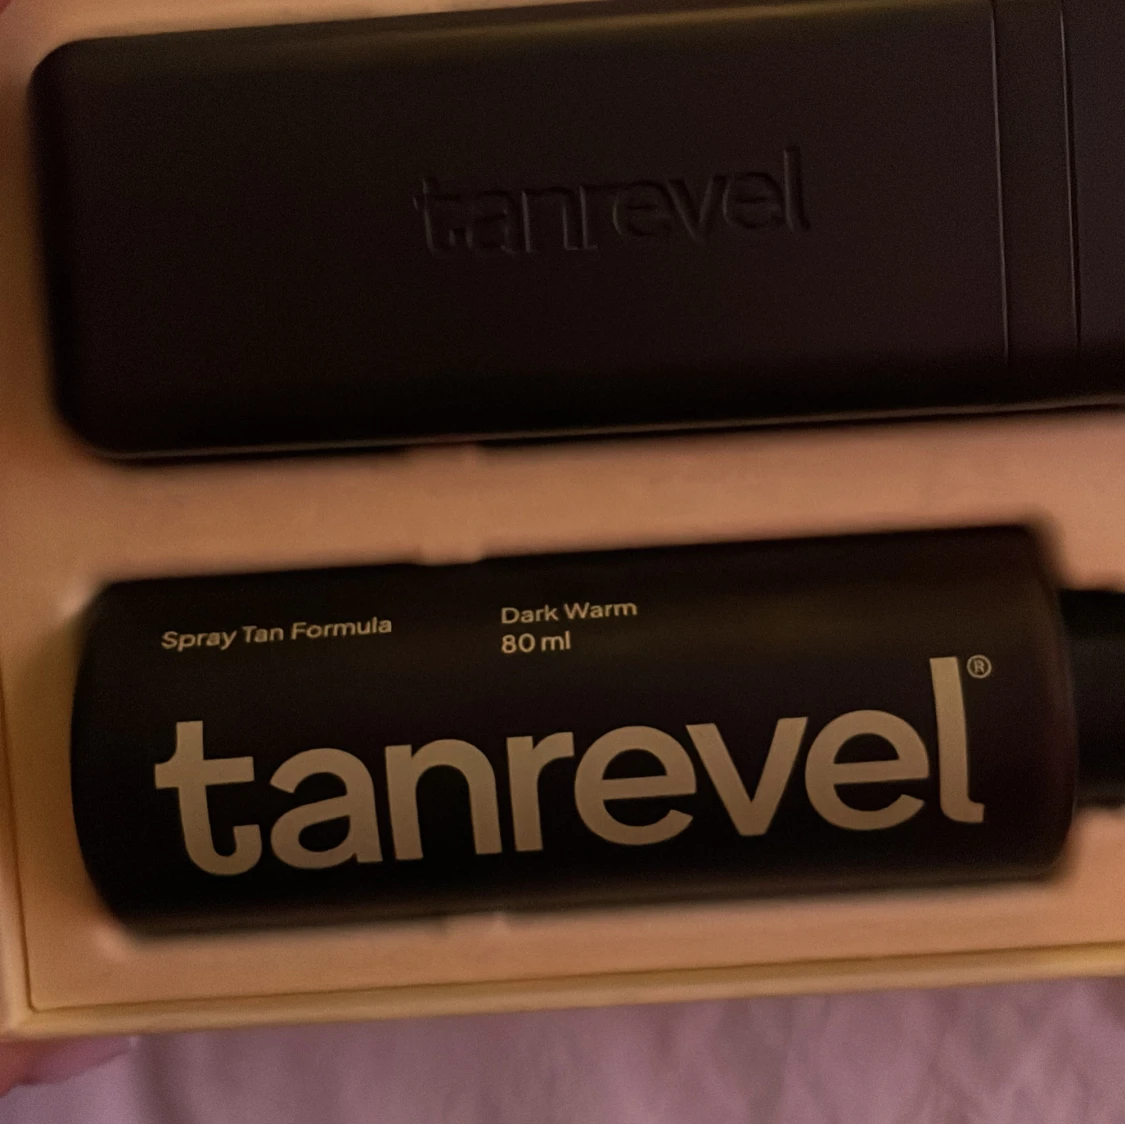 tanrevel
Spray Tan Formula
Dark Warm
80 ml
tanrevel®